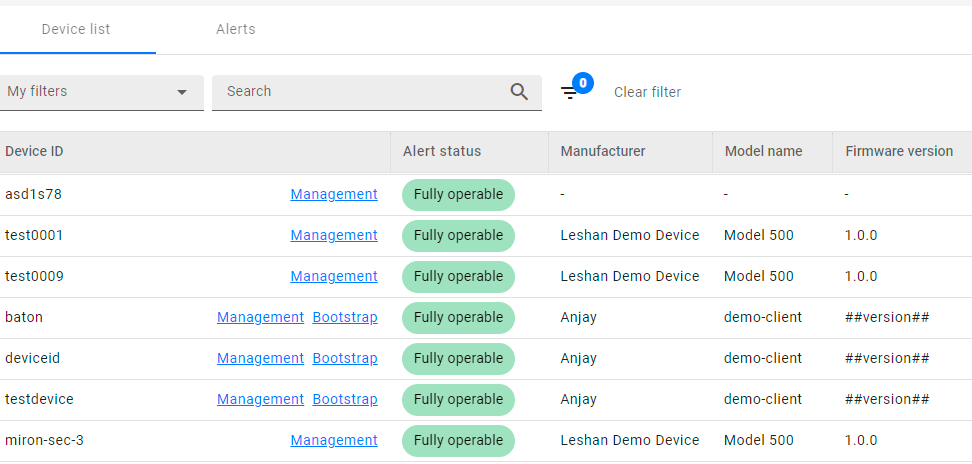 Device list Alerts
My filters Search 0 Clear filter
Device ID Alert status Manufacturer Model name Firmware version
asd1s78 Management Fully operable - - -
test0001 Management Fully operable Leshan Demo Device Model 500 1.0.0
test0009 Management Fully operable Leshan Demo Device Model 500 1.0.0
baton Management Bootstrap Fully operable Anjay demo-client ##version##
deviceid Management Bootstrap Fully operable Anjay demo-client ##version##
testdevice Management Bootstrap Fully operable Anjay demo-client ##version##
miron-sec-3 Management Fully operable Leshan Demo Device Model 500 1.0.0